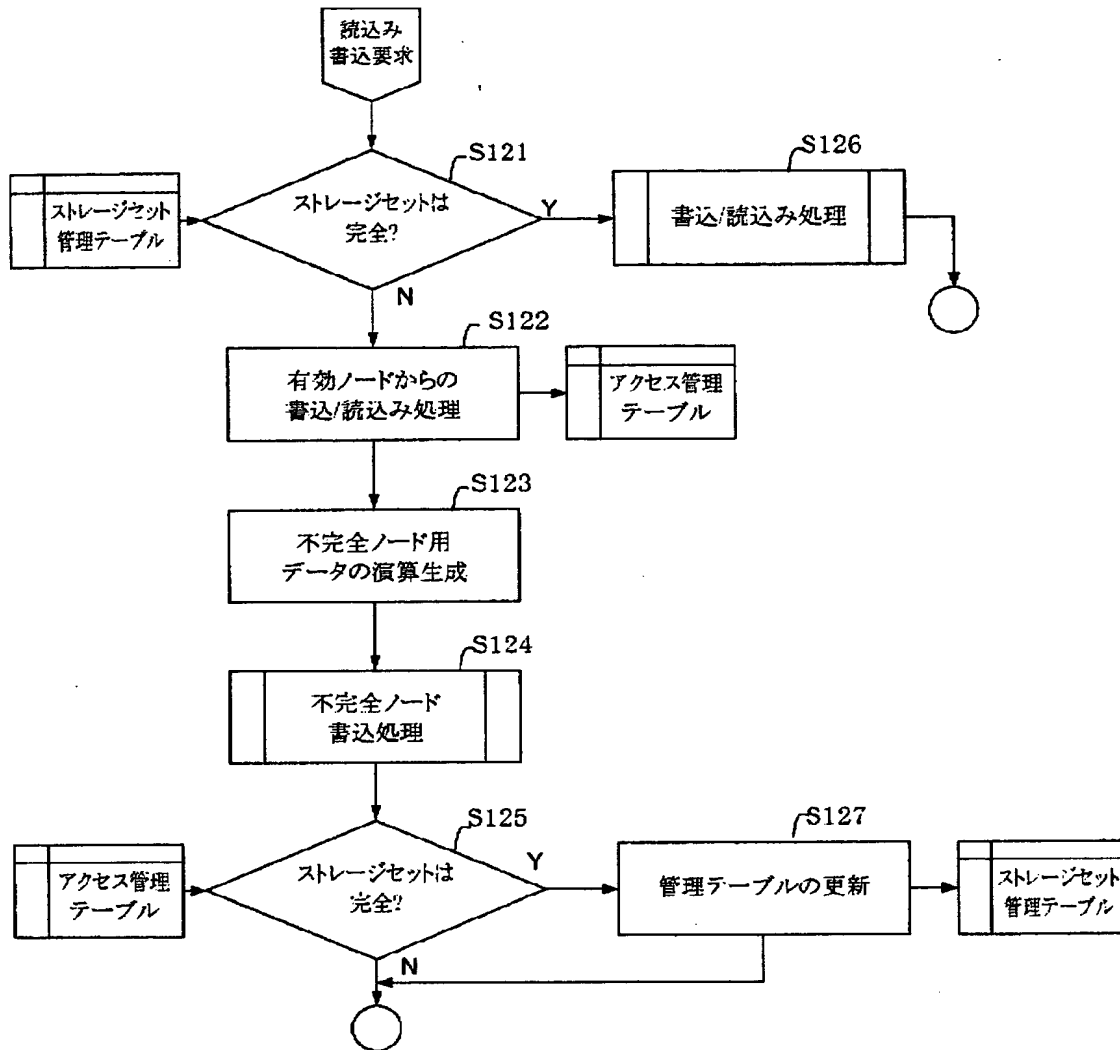 読込み
書込要求
S121
ストレージセットは
完全?
ストレージセット
管理テーブル
Y
N
S126
書込/読込み処理
S122
有効ノードからの
書込/読込み処理
アクセス管理
テーブル
S123
不完全ノード用
データの演算生成
S124
不完全ノード
書込処理
S125
ストレージセットは
完全?
アクセス管理
テーブル
Y
N
S127
管理テーブルの更新
ストレージセット
管理テーブル